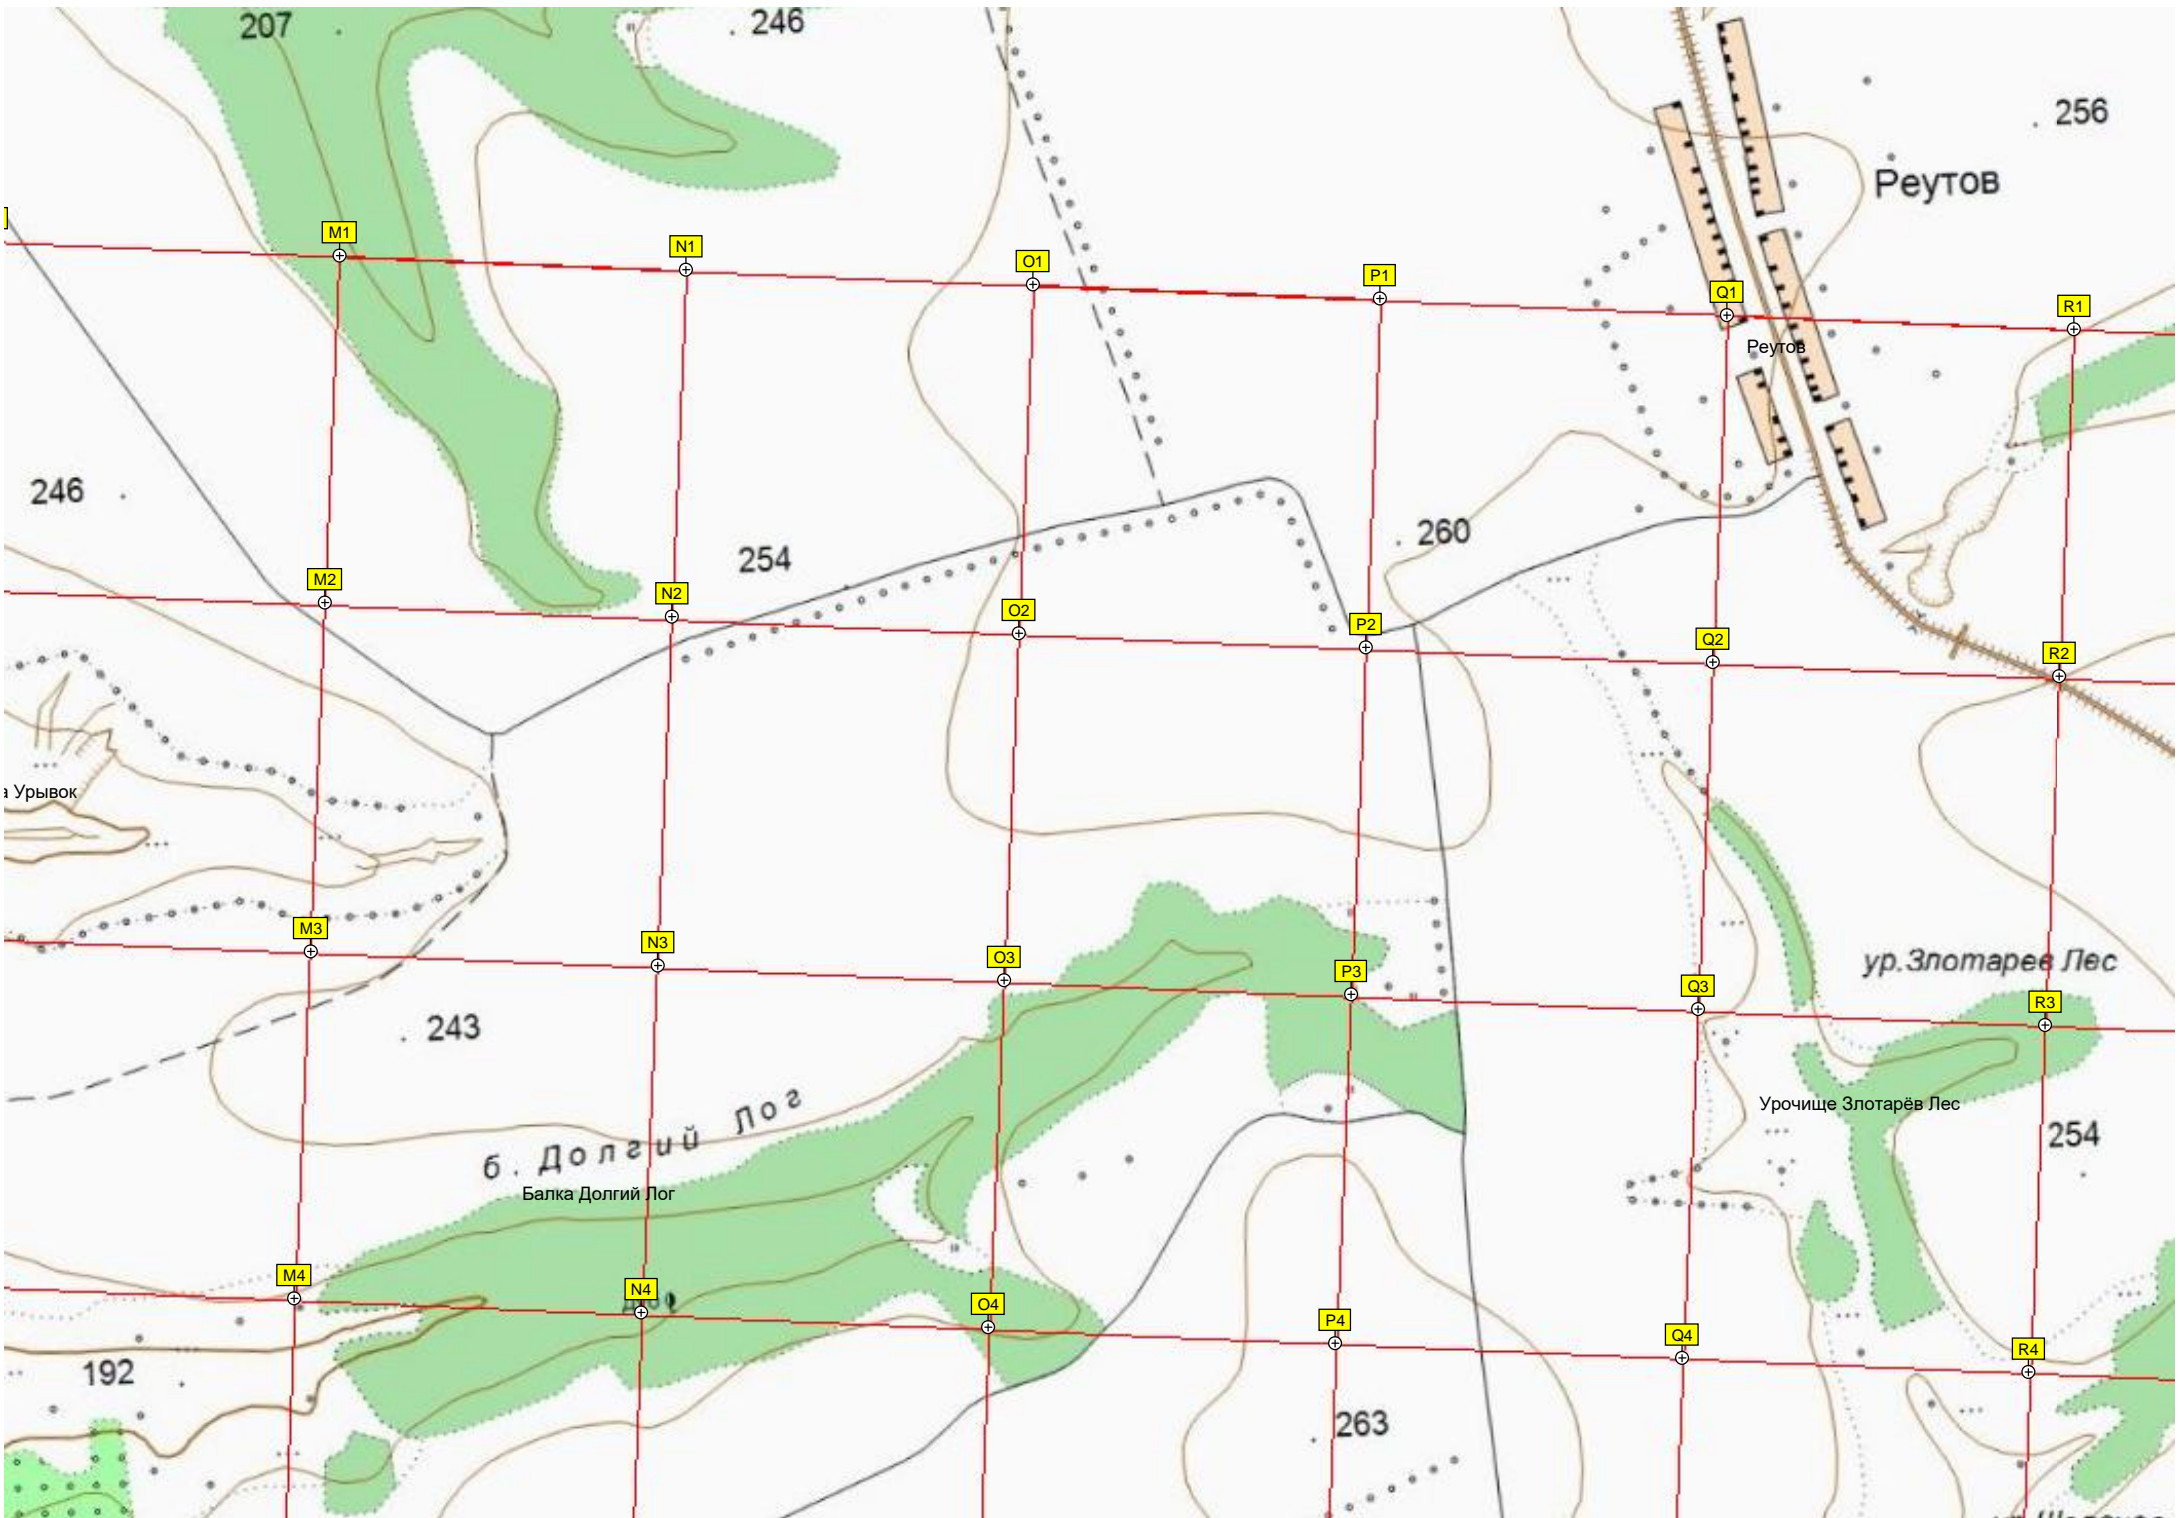 207
246
256
Реутов
M1
N1
O1
P1
Q1
R1
Реутов
246
254
260
M2
N2
O2
P2
Q2
R2
а Урывок
M3
N3
O3
P3
Q3
R3
ур.Злотарев Лес
243
б. Долгий Лог
Урочище Злотарёв Лес
254
Балка Долгий Лог
M4
N4
O4
P4
Q4
R4
192
263